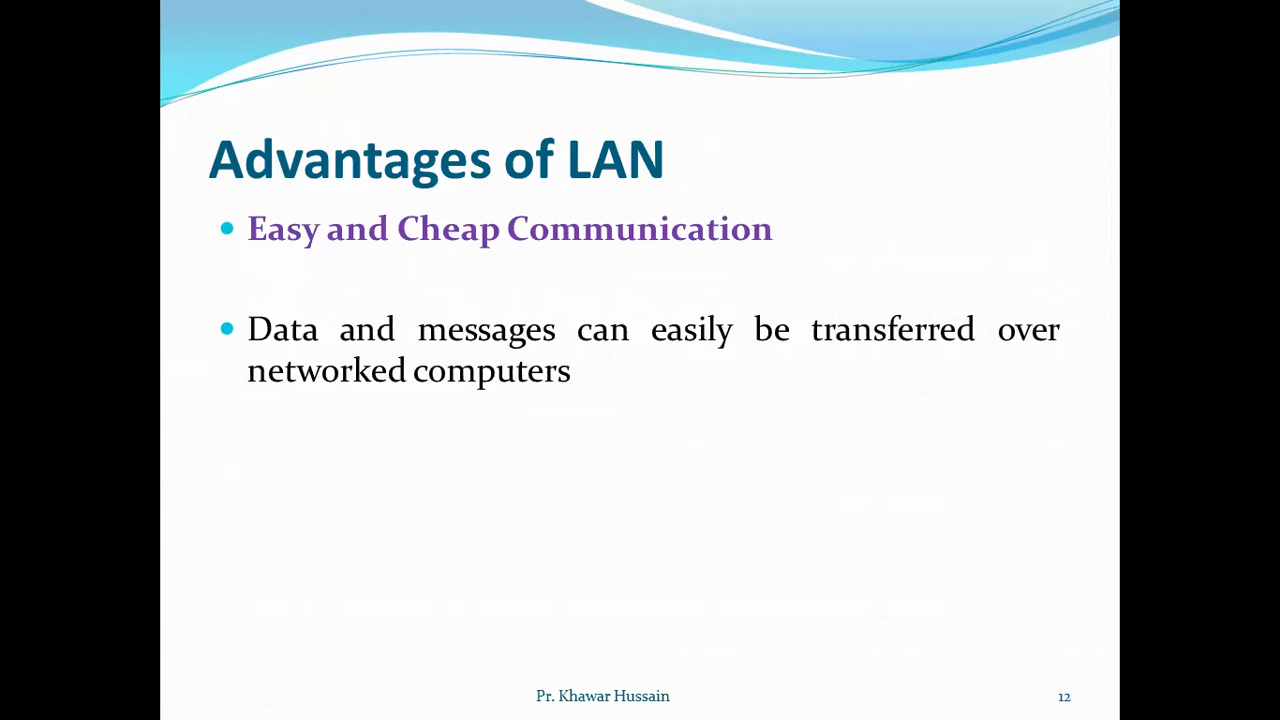 Advantages of LAN
Easy and Cheap Communication
Data and messages can easily be transferred over
networked computers
Pr. Khawar Hussain
12